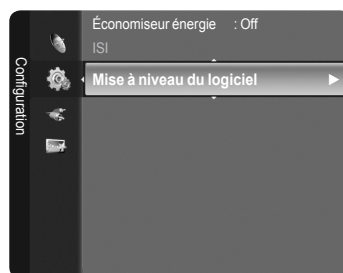 Économiseur énergie : Off
ISI
Mise à niveau du logiciel
Configuration